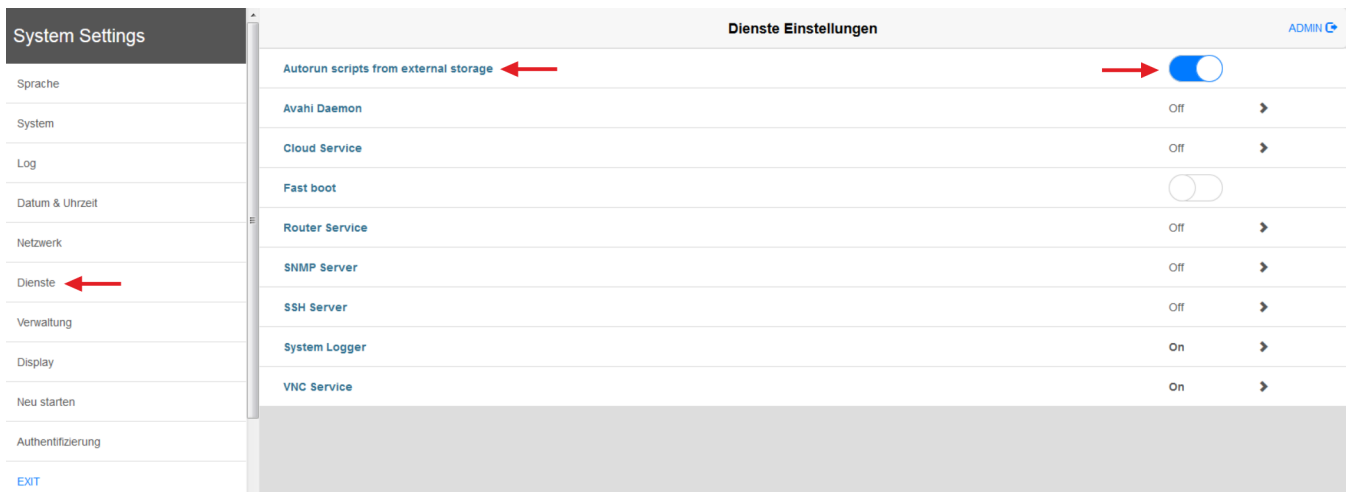 System Settings
Sprache
System
Log
Datum & Uhrzeit
Netzwerk
Dienste
Verwaltung
Display
Neu starten
Authentifizierung
EXIT
Dienste Einstellungen
ADMIN
Autorun scripts from external storage
Avahi Daemon Off
Cloud Service Off
Fast boot
Router Service Off
SNMP Server Off
SSH Server Off
System Logger On
VNC Service On